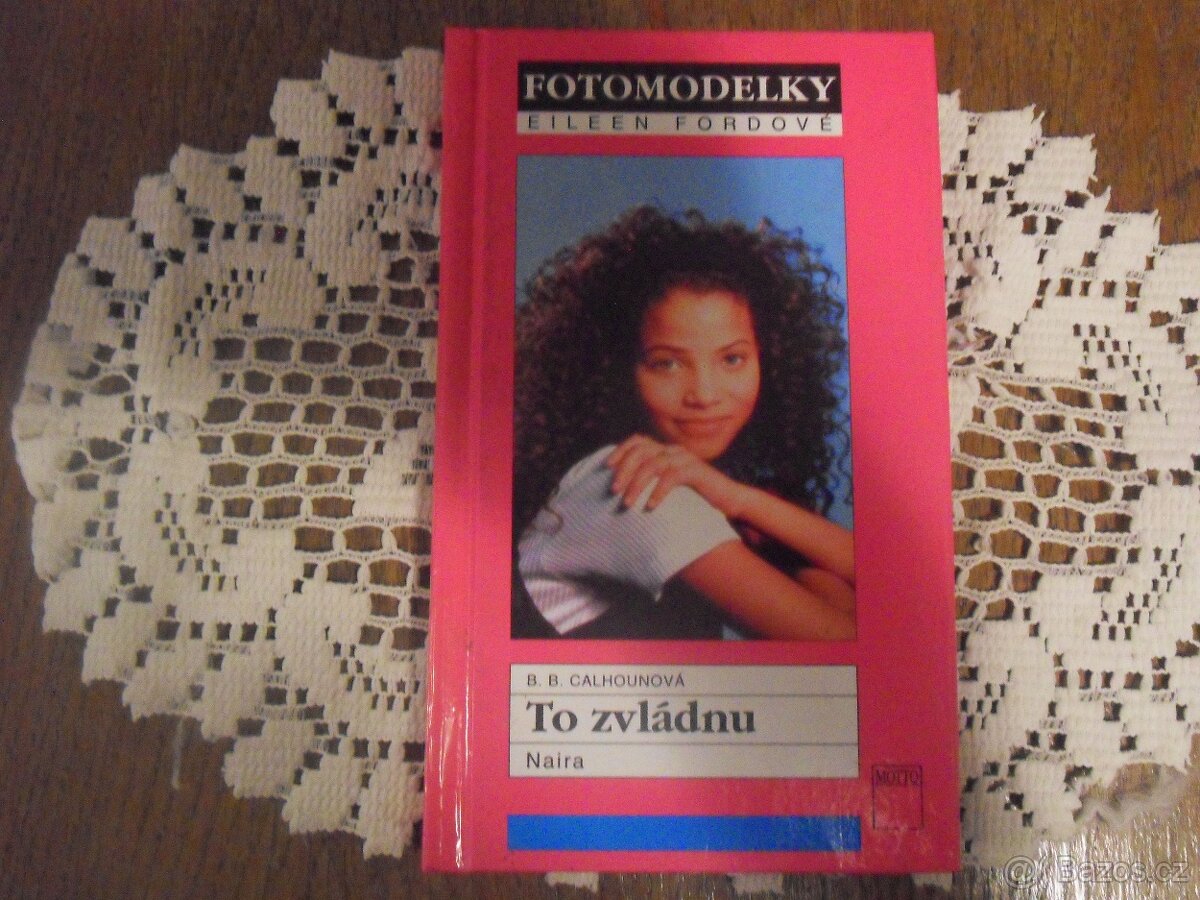 FOTOMODELKY
EILEEN FORDOVÉ
B. B. CALHOUNOVÁ
To zvládnu
Naira
MOTTO
© Bazos.cz